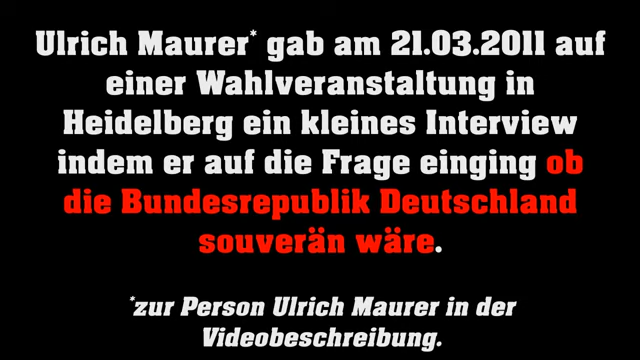 Ulrich Maurer* gab am 21.03.2011 auf
einer Wahlveranstaltung in
Heidelberg ein kleines Interview
indem er auf die Frage einging ob
die Bundesrepublik Deutschland
souverän wäre.
*zur Person Ulrich Maurer in der
Videobeschreibung.